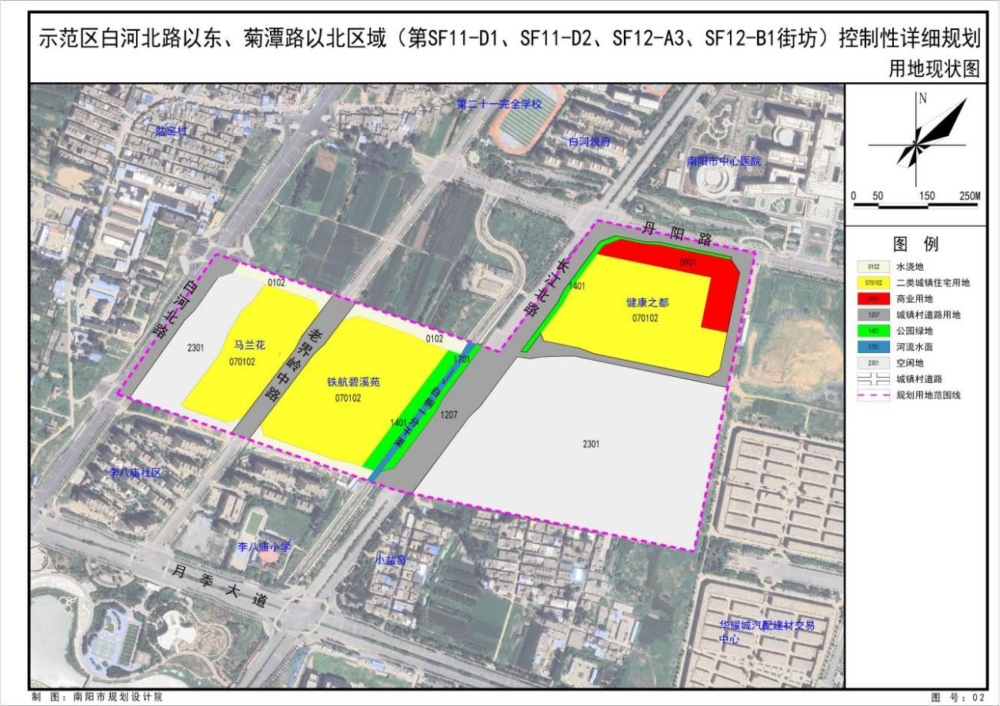 示范区白河北路以东、菊潭路以北区域（第SF11-D1、SF11-D2、SF12-A3、SF12-B1街坊）控制性详细规划
用地现状图
第二十一完全学校
盆窑村
白河悦府
南阳市中心医院
N
0 50 150 250M
丹阳路
长江北路
0901
1401
健康之都
070102
白河北路
0102
2301
马兰花
070102
老界岭中路
0102
1701
铁航碧溪苑
070102
白桐一分干渠
1401
1207
2301
李八庙社区
李八庙小学
小盆窑
月季大道
华耀城汽配建材交易
中心
图 例
0102 水浇地
070102 二类城镇住宅用地
0901 商业用地
1207 城镇村道路用地
1401 公园绿地
1701 河流水面
2301 空闲地
城镇村道路
规划用地范围线
制 图：南阳市规划设计院
图 号：02